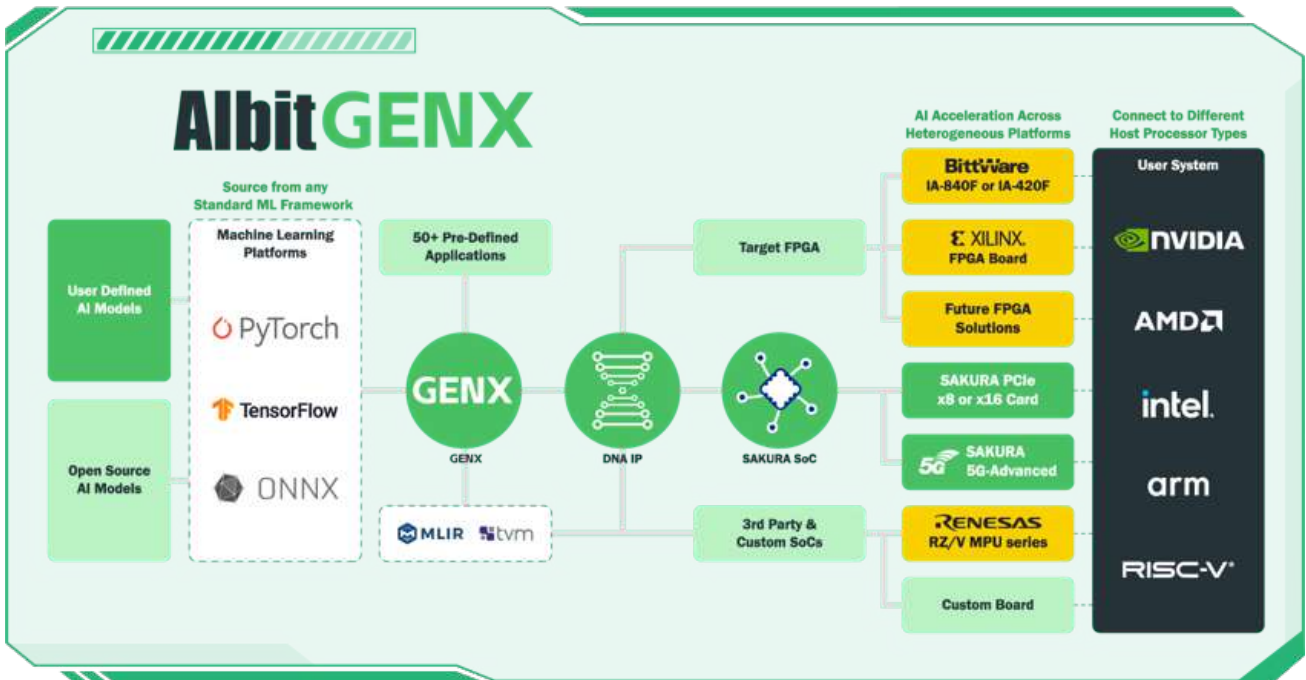 AIbitGENX
Source from any
Standard ML Framework
User Defined
AI Models
Open Source
AI Models
Machine Learning
Platforms
PyTorch
TensorFlow
ONNX
50+ Pre-Defined
Applications
GENX
GENX
MLIR tvm
DNA IP
SAKURA SoC
Target FPGA
3rd Party &
Custom SoCs
AI Acceleration Across
Heterogeneous Platforms
BittWare
IA-840F or IA-420F
XILINX
FPGA Board
Future FPGA
Solutions
SAKURA PCIe
x8 or x16 Card
5G SAKURA
5G-Advanced
RENESAS
RZ/V MPU series
Custom Board
Connect to Different
Host Processor Types
User System
NVIDIA
AMD
intel.
arm
RISC-V®